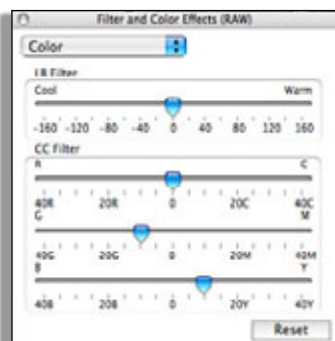 Filter and Color Effects (RAW)
Color
LB Filter
Cool Warm
-160 -120 -80 -40 0 40 80 120 160
CC Filter
R C
40R 20R 0 20C 40C
G M
40G 20G 0 20M 40M
B Y
40B 20B 0 20Y 40Y
Reset